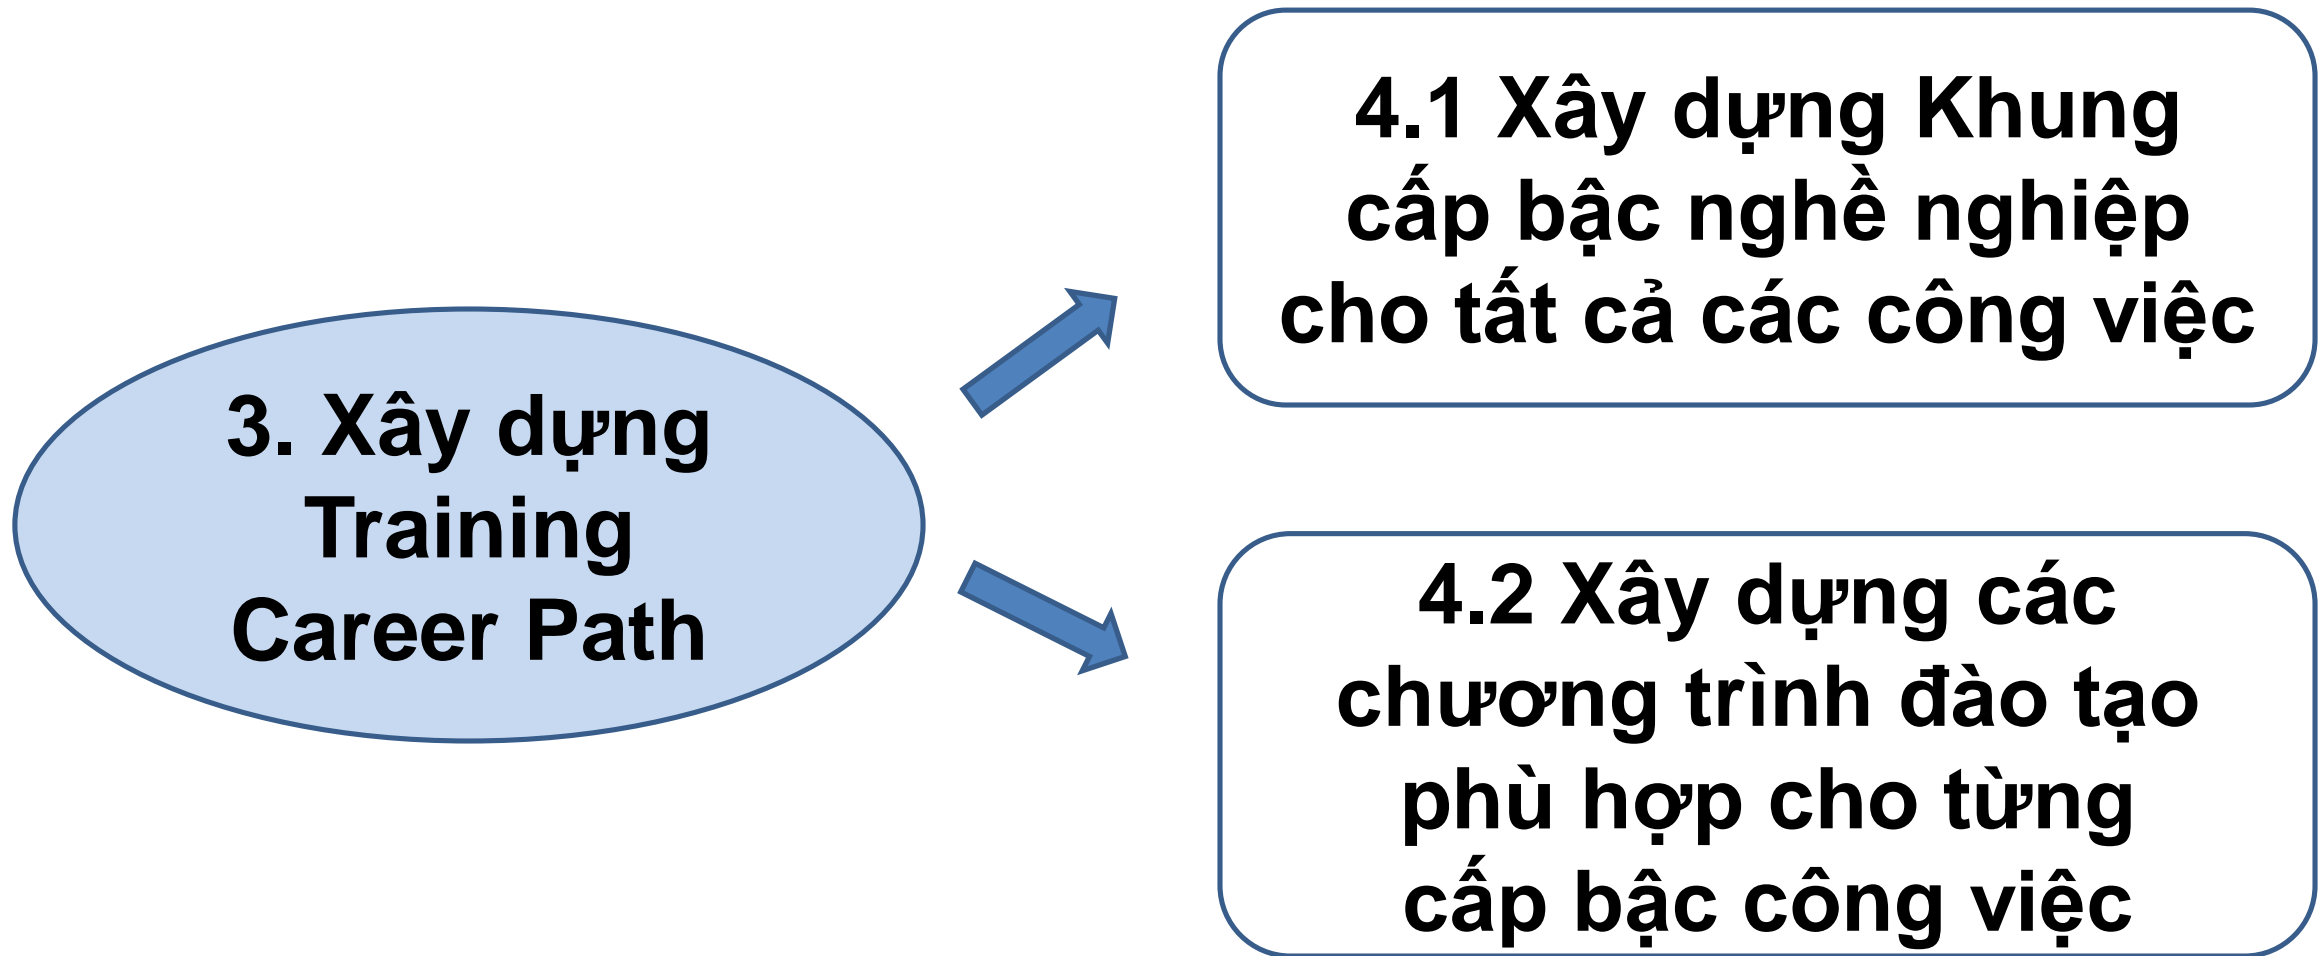 3. Xây dựng
Training
Career Path
4.1 Xây dựng Khung
cấp bậc nghề nghiệp
cho tất cả các công việc
4.2 Xây dựng các
chương trình đào tạo
phù hợp cho từng
cấp bậc công việc